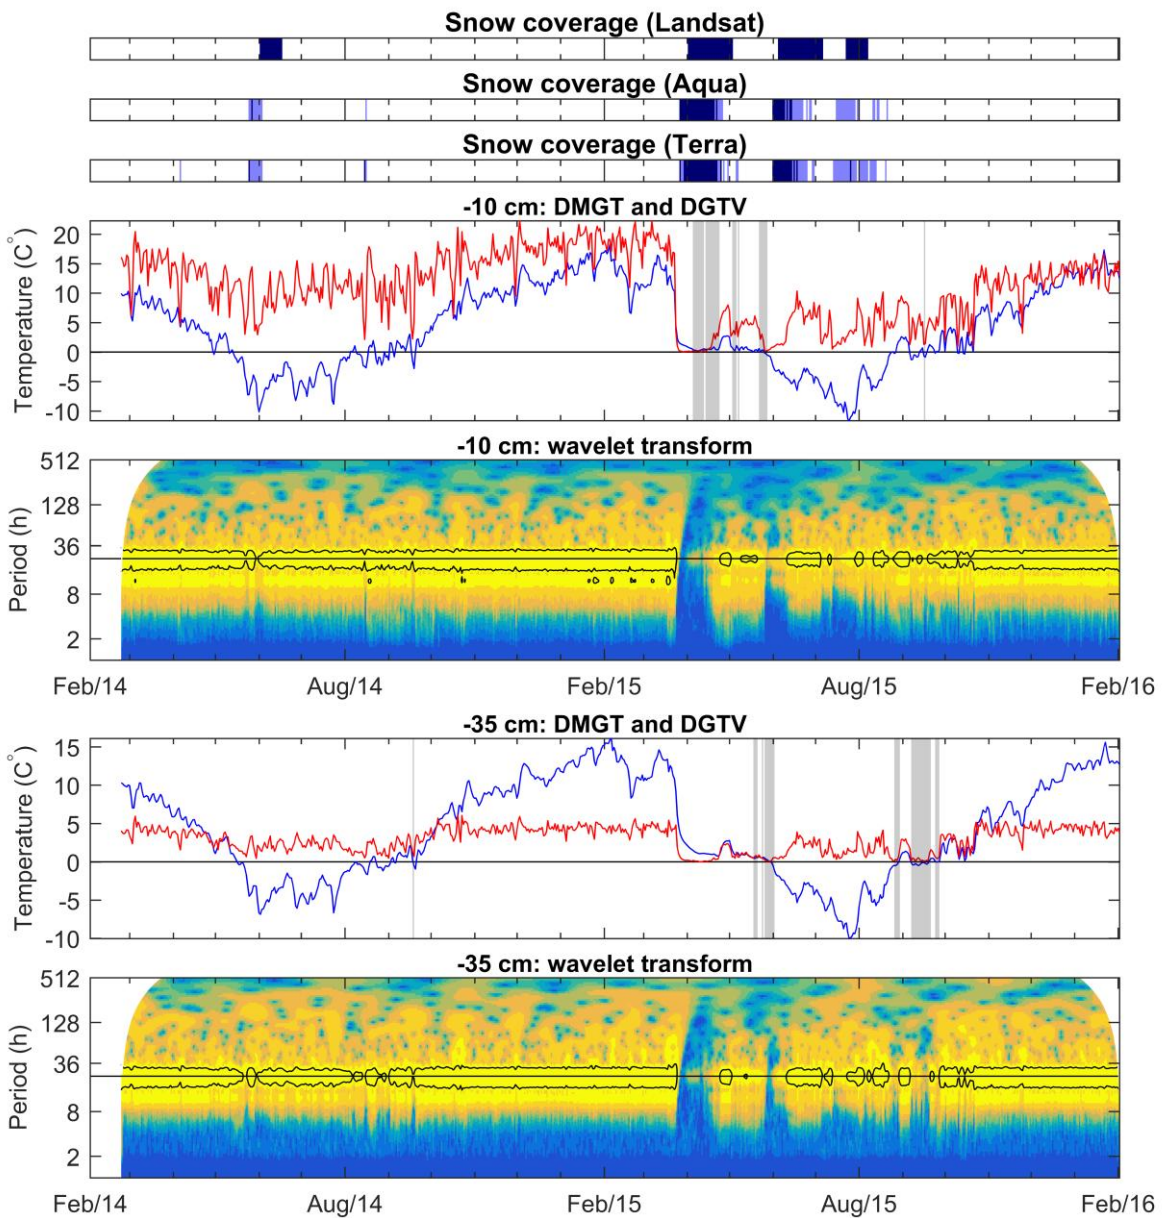 Snow coverage (Landsat)
Snow coverage (Aqua)
Snow coverage (Terra)
-10 cm: DMGT and DGTV
Temperature (C°)
20
15
10
5
0
-5
-10
-10 cm: wavelet transform
Period (h)
512
128
36
8
2
Feb/14 Aug/14 Feb/15 Aug/15 Feb/16
-35 cm: DMGT and DGTV
Temperature (C°)
15
10
5
0
-5
-10
-35 cm: wavelet transform
Period (h)
512
128
36
8
2
Feb/14 Aug/14 Feb/15 Aug/15 Feb/16